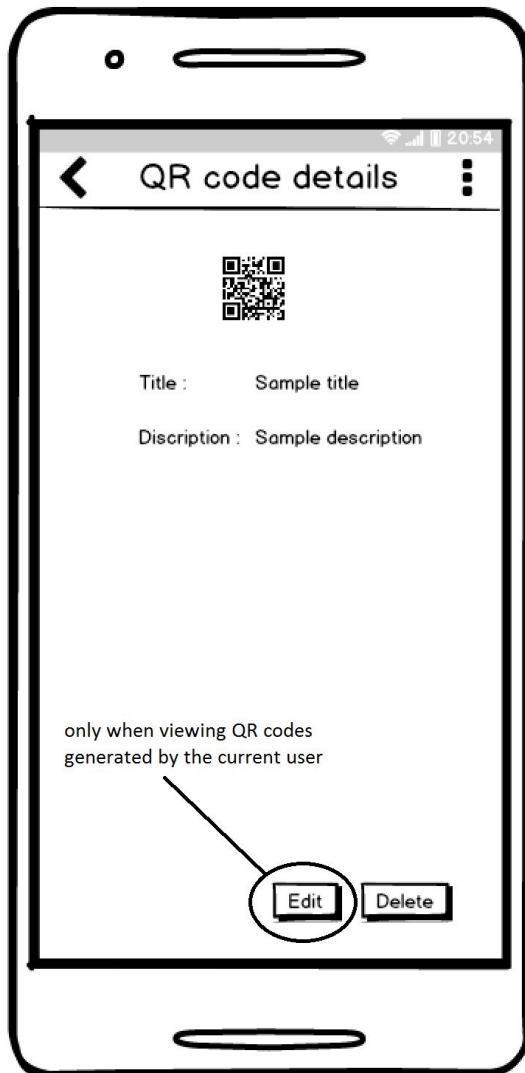 20:54
QR code details
Title : Sample title
Discription : Sample description
only when viewing QR codes
generated by the current user
Edit Delete